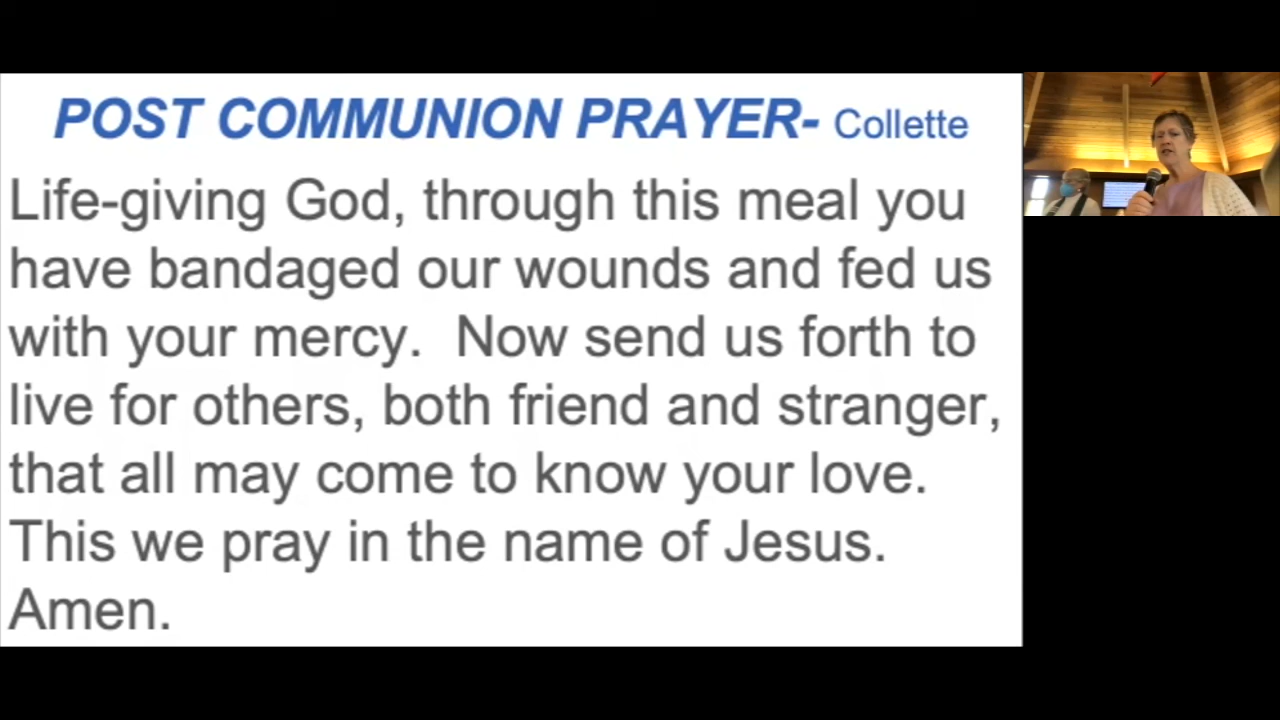 POST COMMUNION PRAYER- Collette
Life-giving God, through this meal you
have bandaged our wounds and fed us
with your mercy.  Now send us forth to
live for others, both friend and stranger,
that all may come to know your love.
This we pray in the name of Jesus.
Amen.